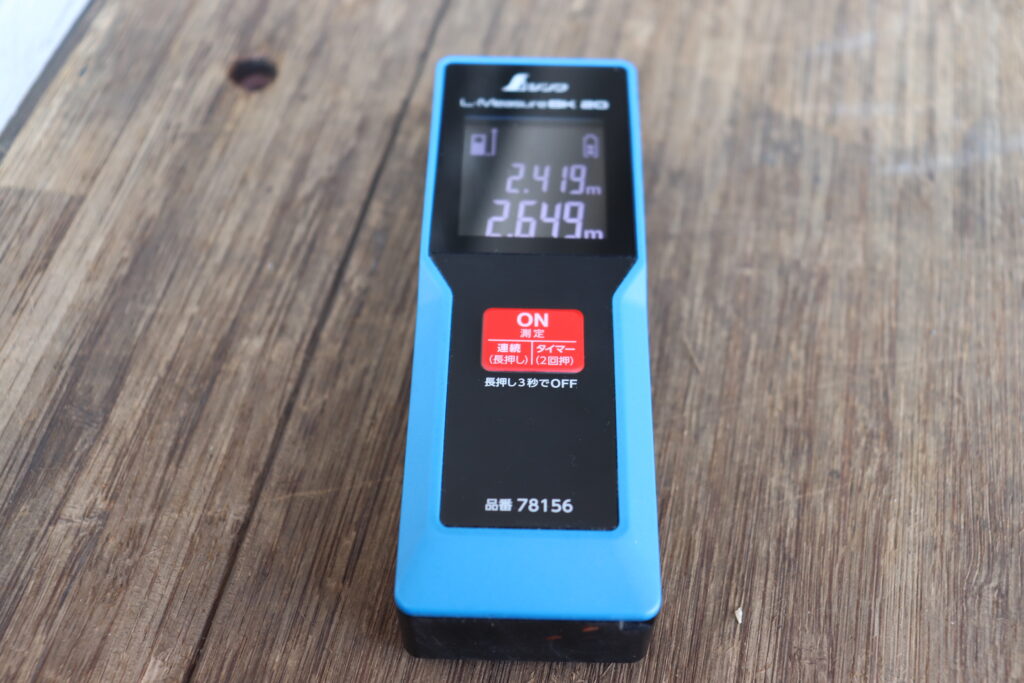 Shinwa
L-Measure BK 20
2.419m
2.649m
ON
測定
連続 タイマー
(長押し) (2回押)
長押し3秒でOFF
品番 78156